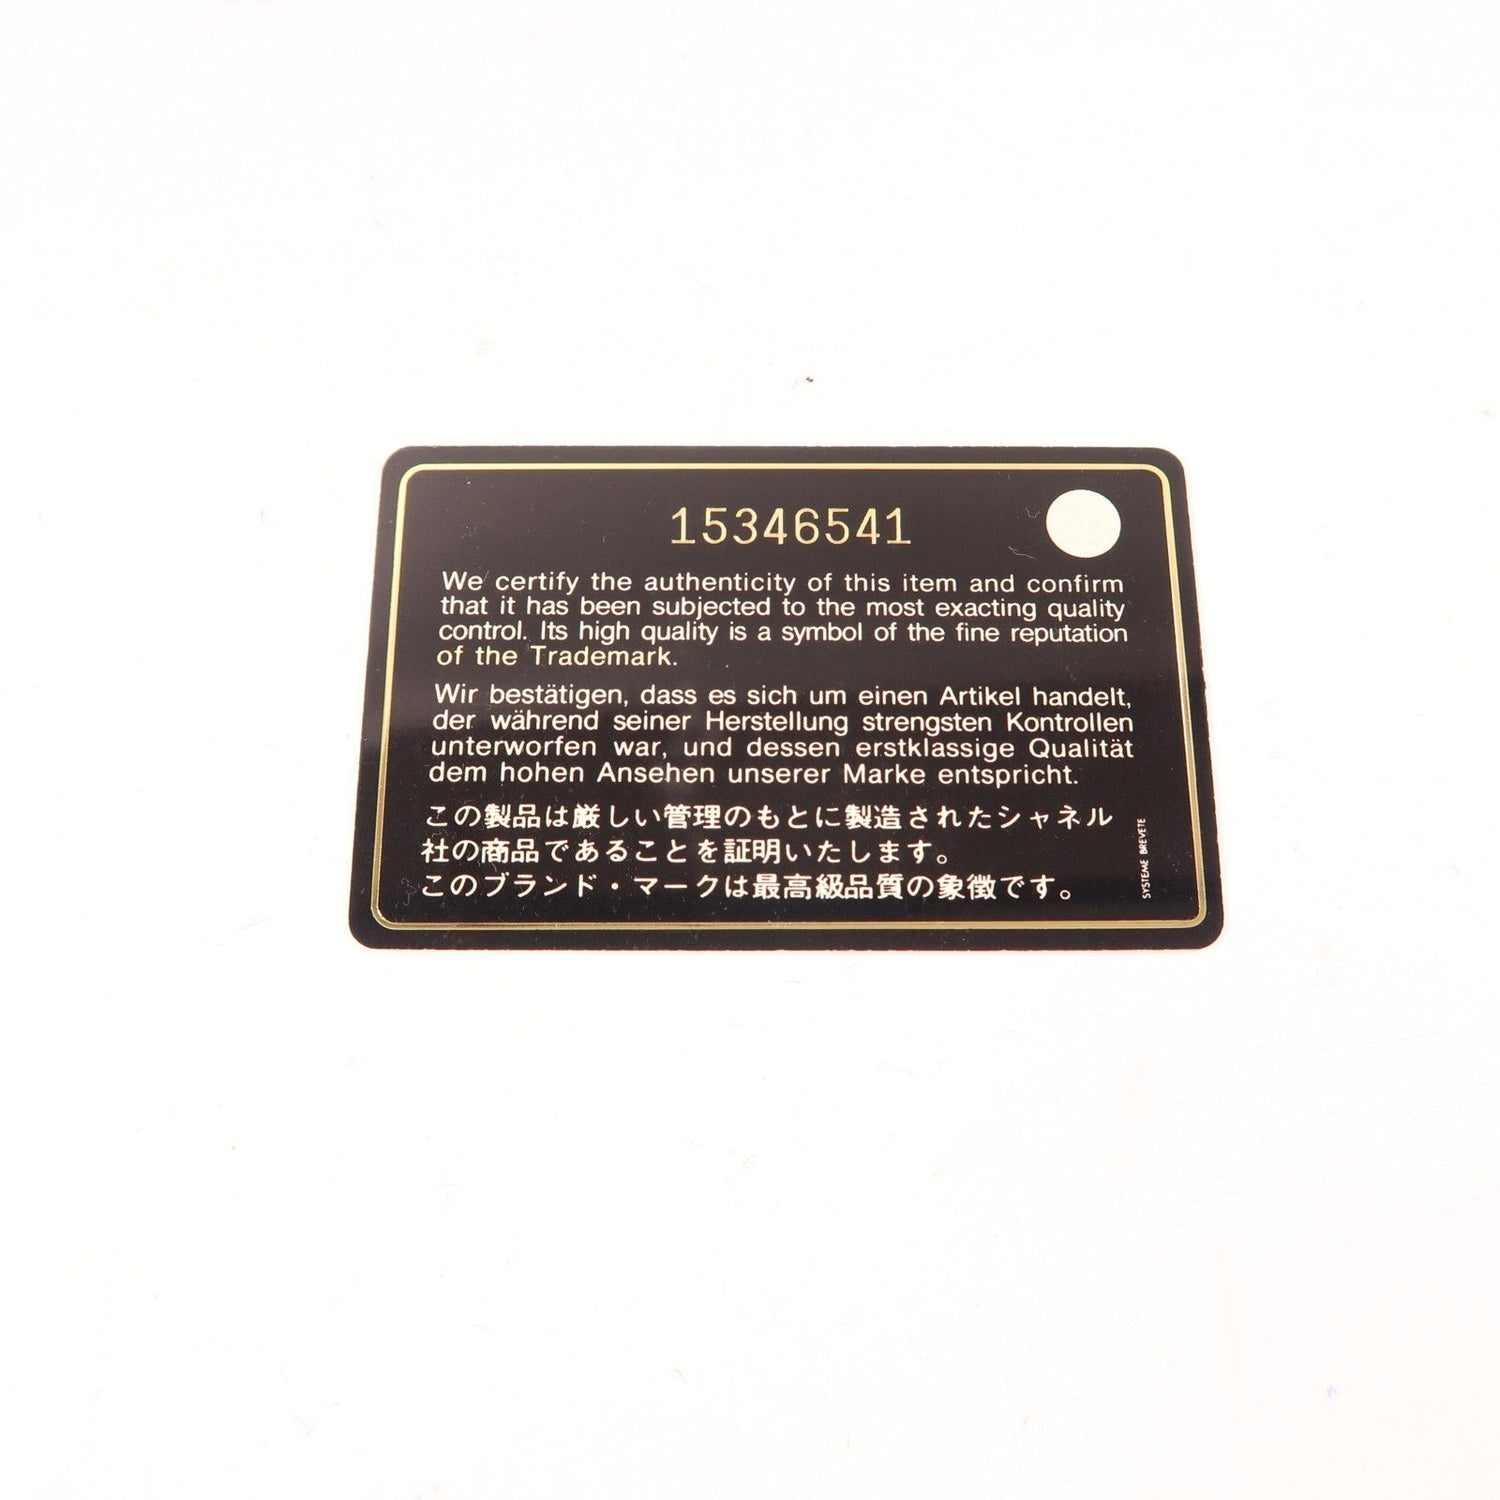 15346541
We certify the authenticity of this item and confirm
that it has been subjected to the most exacting quality
control. Its high quality is a symbol of the fine reputation
of the Trademark.
Wir bestätigen, dass es sich um einen Artikel handelt,
der während seiner Herstellung strengsten Kontrollen
unterworfen war, und dessen erstklassige Qualität
dem hohen Ansehen unserer Marke entspricht.
この製品は厳しい管理のもとに製造されたシャネル
社の商品であることを証明いたします。
このブランド・マークは最高級品質の象徴です。
SYSTEME BREVETE